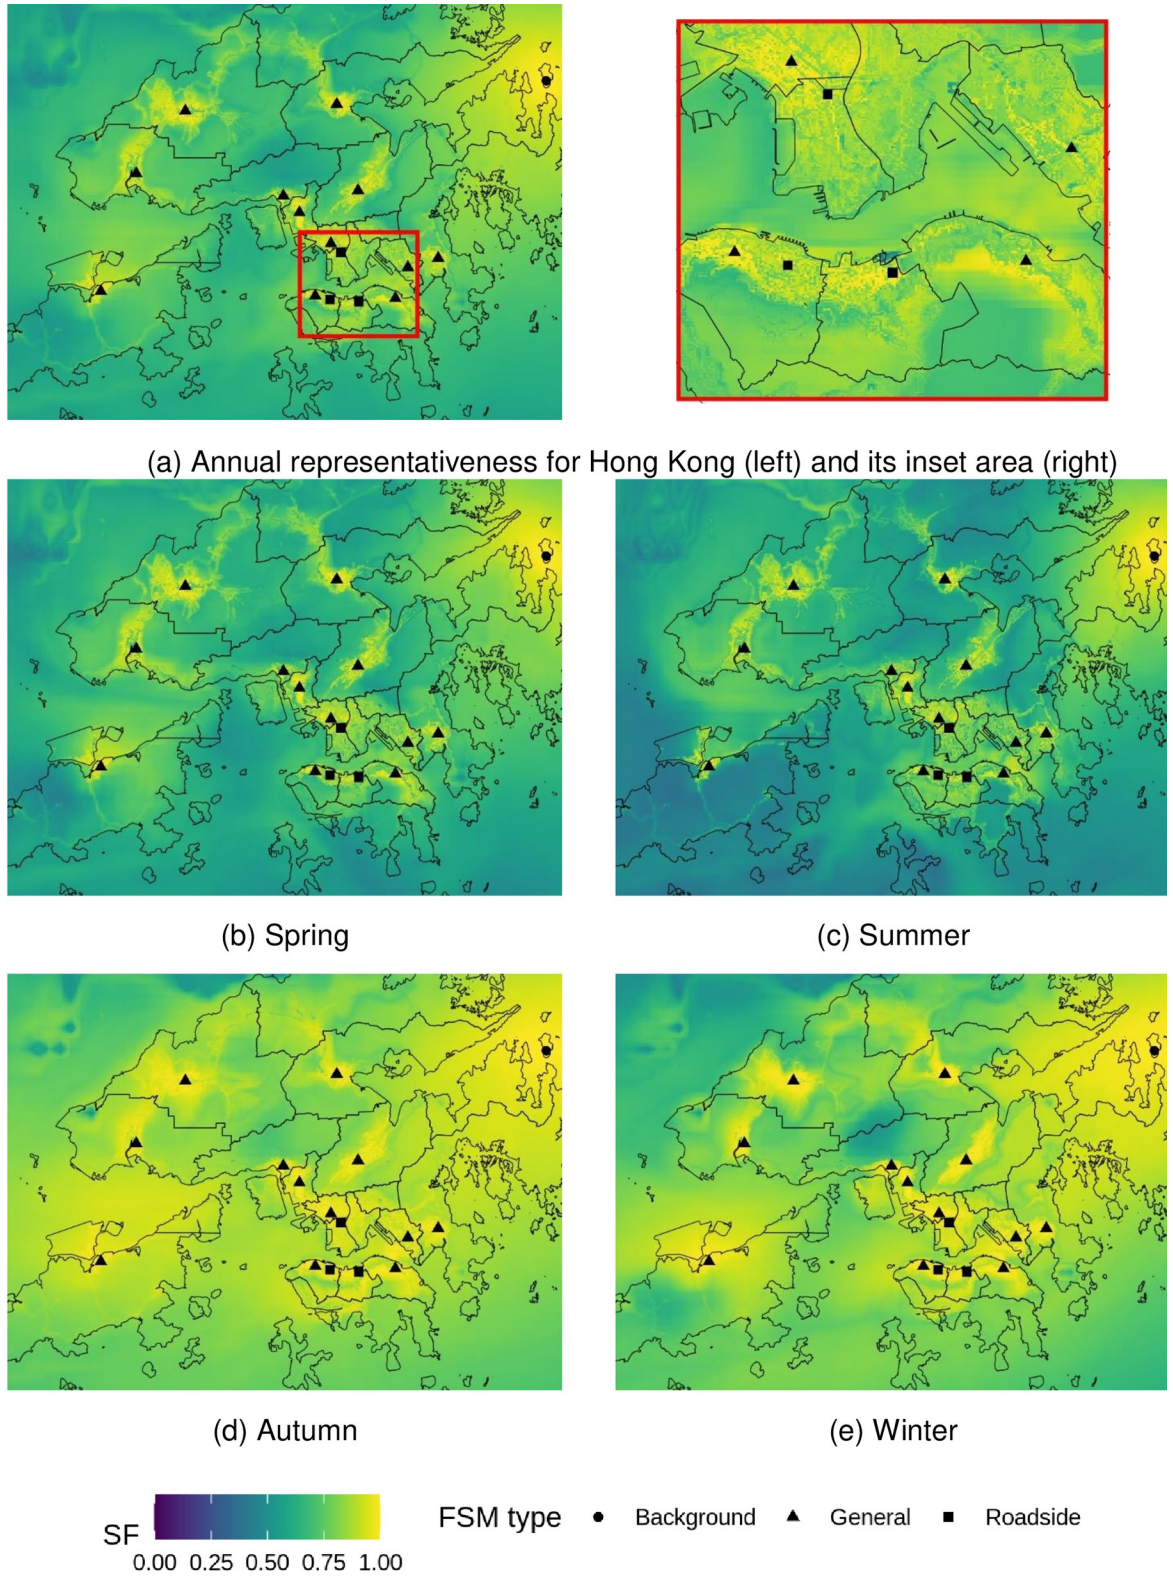 (a) Annual representativeness for Hong Kong (left) and its inset area (right)
(b) Spring
(c) Summer
(d) Autumn
(e) Winter
SF
0.00 0.25 0.50 0.75 1.00
FSM type Background General Roadside